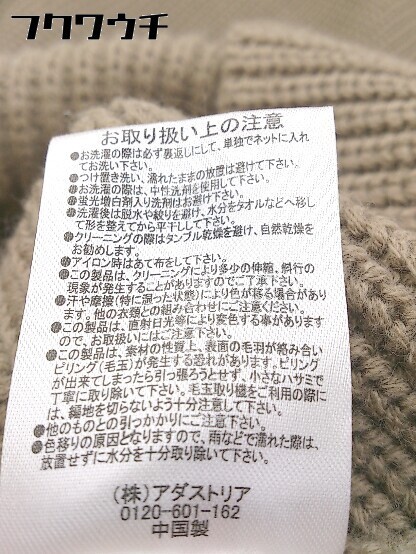 フクワウチ
お取り扱い上の注意
●お洗濯の際は必ず裏返しにして、単独でネットに入れ
てお洗い下さい。
●つけ置き洗い、濡れたままの放置は避けて下さい。
●お洗濯の際は、中性洗剤を使用して下さい。
●蛍光増白剤入り洗剤はお避け下さい。
●洗濯後は脱水や絞りを避け、水分をタオルなどへ移し
て形を整えてから平干しして下さい。
●クリーニングの際はタンブル乾燥を避け、自然乾燥を
お勧めします。
●アイロン時はあて布をして下さい。
●この製品は、クリーニングにより多少の伸縮、斜行の
現象が発生することがありますのでご了承下さい。
●汗や摩擦(特に湿った状態)により色が移る場合があり
ます。他の衣類との組み合わせにご注意ください。
●この製品は、直射日光等により変色する事があります
ので、お取扱いにはご注意下さい。
●この製品は、素材の性質上、表面の毛羽が絡み合い
ピリング(毛玉)が発生する恐れがあります。ピリング
が出来てしまったら引っ張ろうとせず、小さなハサミで
丁寧に取り除いて下さい。毛玉取り機をご利用の際に
は、編地を切らないよう十分注意して下さい。
●他のものとの引っかかりにご注意下さい。
●色移りの原因となりますので、雨などで濡れた際は、
放置せずに水分を十分取り除いて下さい。
(株)アダストリア
0120-601-162
中国製